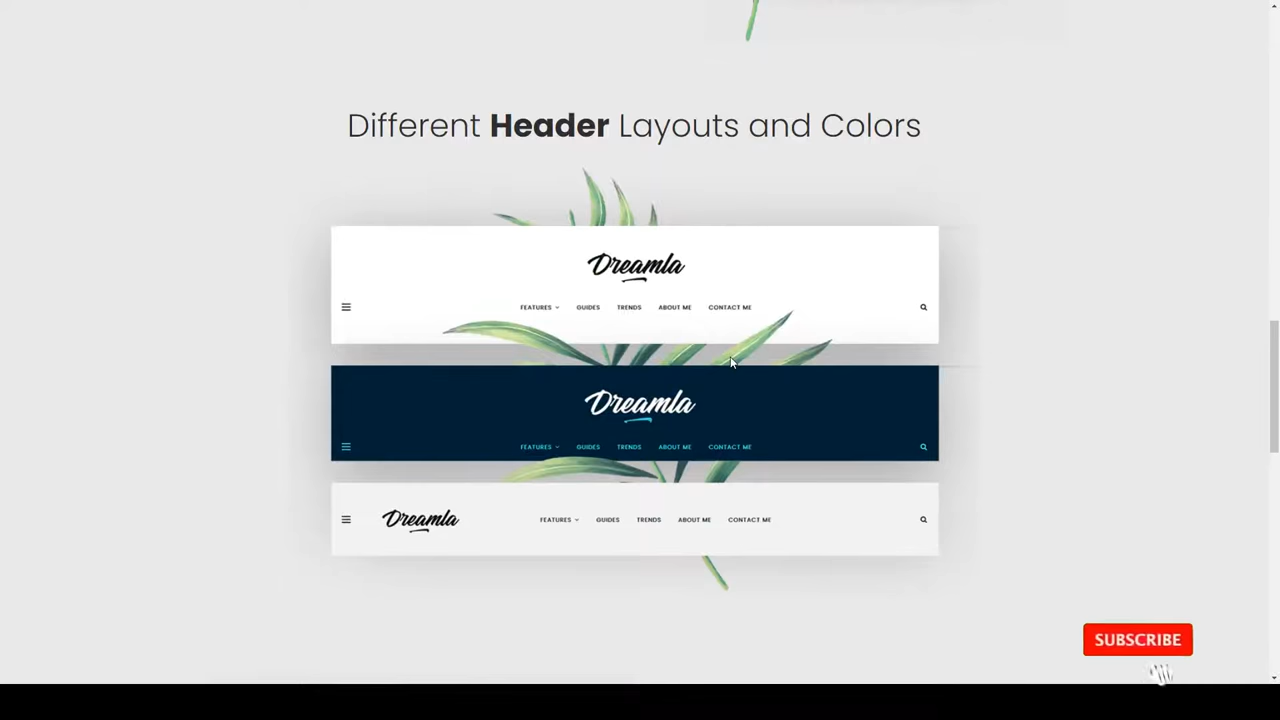 Different Header Layouts and Colors
Dreamla
FEATURES GUIDES TRENDS ABOUT ME CONTACT ME
Dreamla
FEATURES GUIDES TRENDS ABOUT ME CONTACT ME
Dreamla FEATURES GUIDES TRENDS ABOUT ME CONTACT ME
SUBSCRIBE